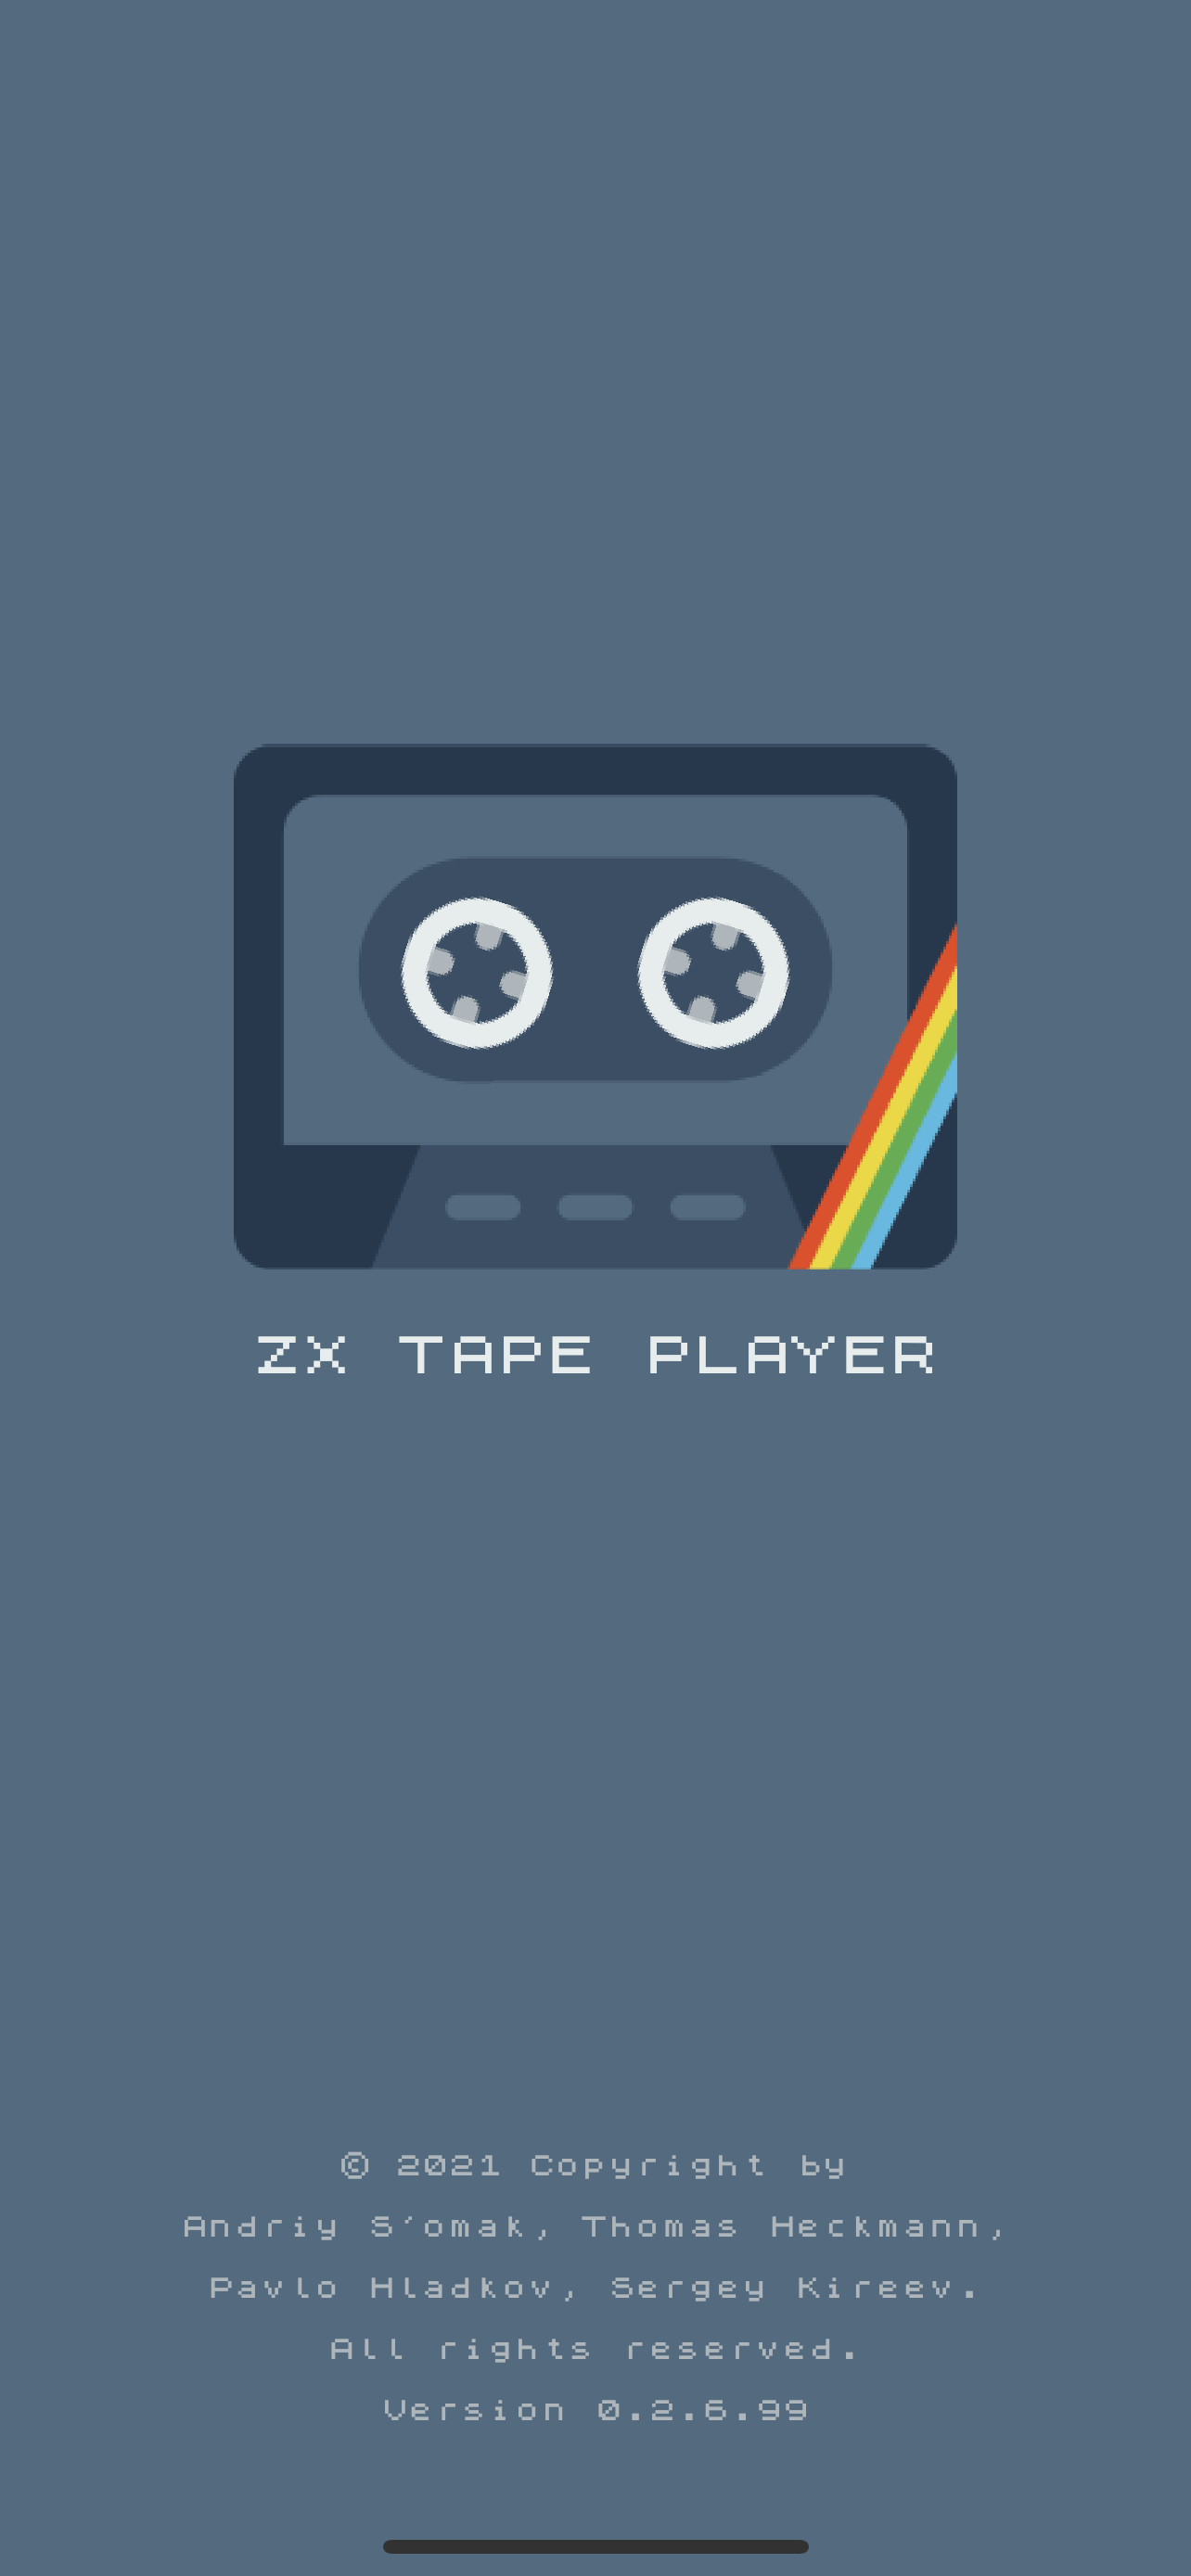 ZX TAPE PLAYER
© 2021 Copyright by
Andriy S'omak, Thomas Heckmann,
Pavlo Hladkov, Sergey Kireev.
All rights reserved.
Version 0.2.6.99